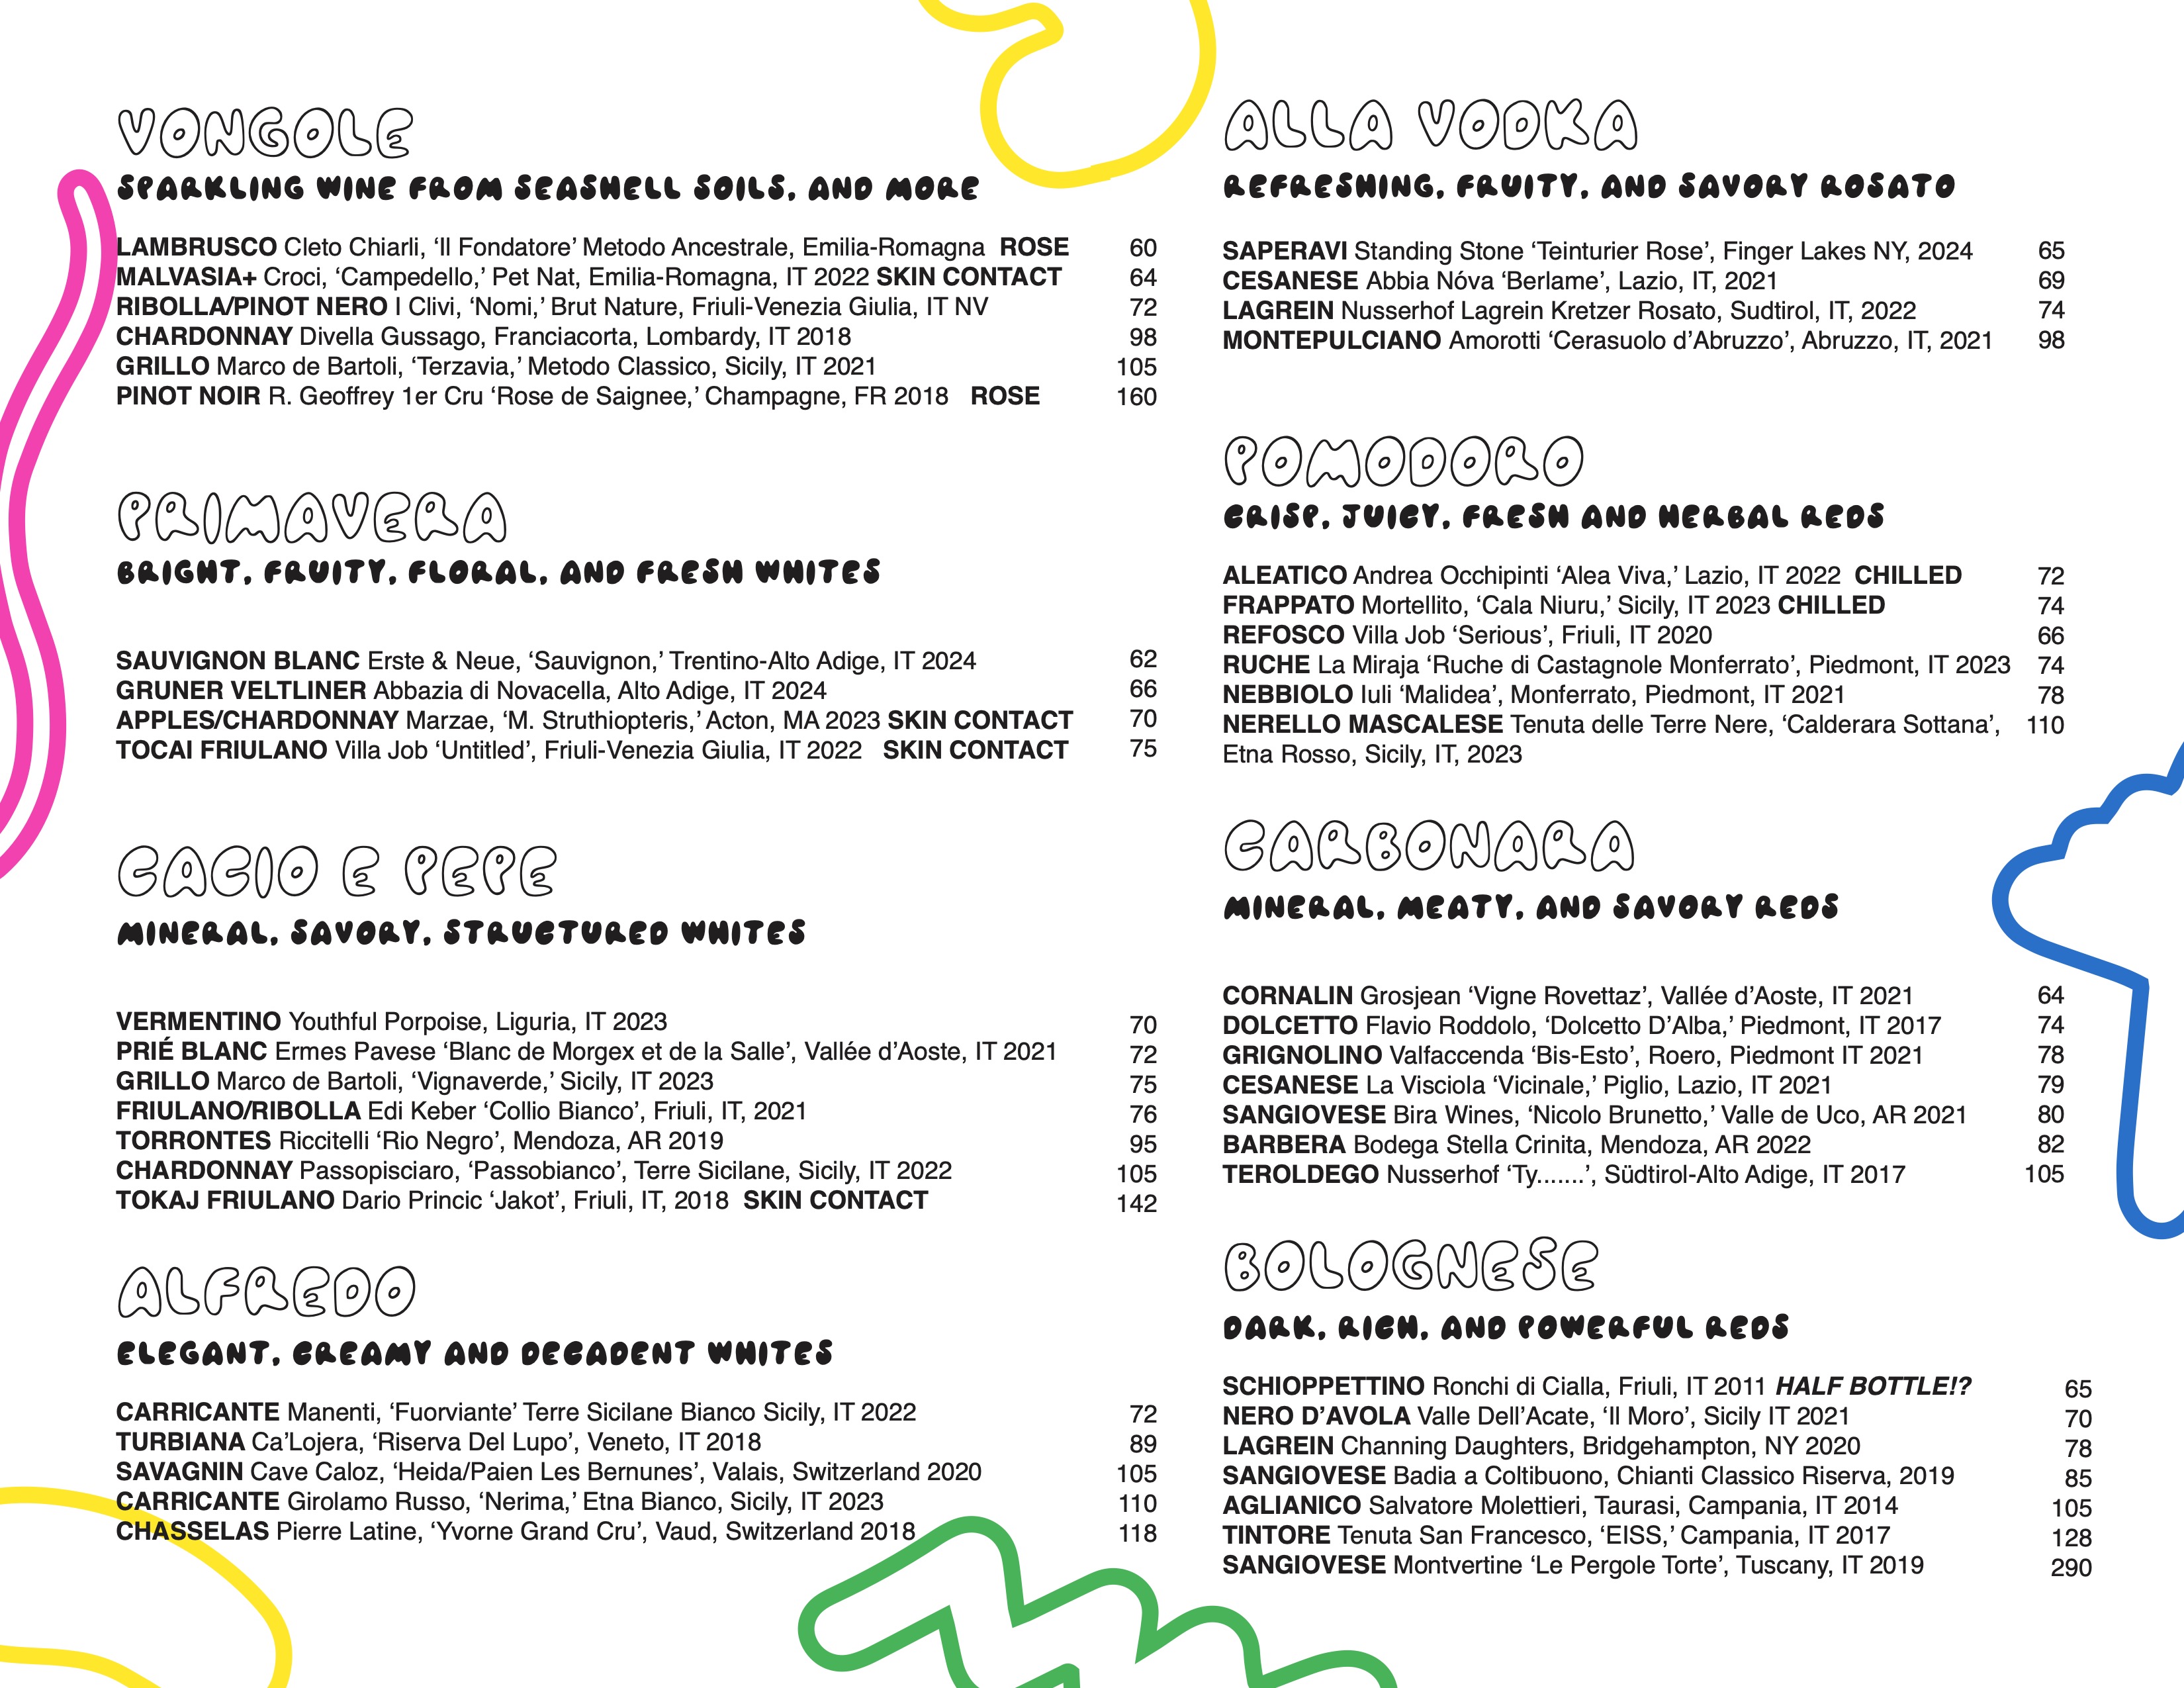 VONGOLE
SPARKLING WINE FROM SEASHELL SOILS, AND MORE
LAMBRUSCO Cleto Chiarli, ‘Il Fondatore’ Metodo Ancestrale, Emilia-Romagna ROSE 60
MALVASIA+ Croci, ‘Campedello,’ Pet Nat, Emilia-Romagna, IT 2022 SKIN CONTACT 64
RIBOLLA/PINOT NERO I Clivi, ‘Nomi,’ Brut Nature, Friuli-Venezia Giulia, IT NV 72
CHARDONNAY Divella Gussago, Franciacorta, Lombardy, IT 2018 98
GRILLO Marco de Bartoli, ‘Terzavia,’ Metodo Classico, Sicily, IT 2021 105
PINOT NOIR R. Geoffrey 1er Cru ‘Rose de Saignee,’ Champagne, FR 2018 ROSE 160
PRIMAVERA
BRIGHT, FRUITY, FLORAL, AND FRESH WHITES
SAUVIGNON BLANC Erste & Neue, ‘Sauvignon,’ Trentino-Alto Adige, IT 2024 62
GRUNER VELTLINER Abbazia di Novacella, Alto Adige, IT 2024 66
APPLES/CHARDONNAY Marzae, ‘M. Struthiopteris,’ Acton, MA 2023 SKIN CONTACT 70
TOCAI FRIULANO Villa Job ‘Untitled’, Friuli-Venezia Giulia, IT 2022 SKIN CONTACT 75
CACIO E PEPE
MINERAL, SAVORY, STRUCTURED WHITES
VERMENTINO Youthful Porpoise, Liguria, IT 2023 70
PRIÉ BLANC Ermes Pavese ‘Blanc de Morgex et de la Salle’, Vallée d’Aoste, IT 2021 72
GRILLO Marco de Bartoli, ‘Vignaverde,’ Sicily, IT 2023 75
FRIULANO/RIBOLLA Edi Keber ‘Collio Bianco’, Friuli, IT, 2021 76
TORRONTES Riccitelli ‘Rio Negro’, Mendoza, AR 2019 95
CHARDONNAY Passopisciaro, ‘Passobianco’, Terre Sicilane, Sicily, IT 2022 105
TOKAJ FRIULANO Dario Princic ‘Jakot’, Friuli, IT, 2018 SKIN CONTACT 142
ALFREDO
ELEGANT, CREAMY AND DECADENT WHITES
CARRICANTE Manenti, ‘Fuorviante’ Terre Sicilane Bianco Sicily, IT 2022 72
TURBIANA Ca’Lojera, ‘Riserva Del Lupo’, Veneto, IT 2018 89
SAVAGNIN Cave Caloz, ‘Heida/Paien Les Bernunes’, Valais, Switzerland 2020 105
CARRICANTE Girolamo Russo, ‘Nerima,’ Etna Bianco, Sicily, IT 2023 110
CHASSELAS Pierre Latine, ‘Yvorne Grand Cru’, Vaud, Switzerland 2018 118
ALLA VODKA
REFRESHING, FRUITY, AND SAVORY ROSATO
SAPERAVI Standing Stone ‘Teinturier Rose’, Finger Lakes NY, 2024 65
CESANESE Abbia Nóva ‘Berlame’, Lazio, IT, 2021 69
LAGREIN Nusserhof Lagrein Kretzer Rosato, Sudtirol, IT, 2022 74
MONTEPULCIANO Amorotti ‘Cerasuolo d’Abruzzo’, Abruzzo, IT, 2021 98
POMODORO
CRISP, JUICY, FRESH AND HERBAL REDS
ALEATICO Andrea Occhipinti ‘Alea Viva,’ Lazio, IT 2022 CHILLED 72
FRAPPATO Mortellito, ‘Cala Niuru,’ Sicily, IT 2023 CHILLED 74
REFOSCO Villa Job ‘Serious’, Friuli, IT 2020 66
RUCHE La Miraja ‘Ruche di Castagnole Monferrato’, Piedmont, IT 2023 74
NEBBIOLO Iuli ‘Malidea’, Monferrato, Piedmont, IT 2021 78
NERELLO MASCALESE Tenuta delle Terre Nere, ‘Calderara Sottana’, 110
Etna Rosso, Sicily, IT, 2023
CARBONARA
MINERAL, MEATY, AND SAVORY REDS
CORNALIN Grosjean ‘Vigne Rovettaz’, Vallée d’Aoste, IT 2021 64
DOLCETTO Flavio Roddolo, ‘Dolcetto D’Alba,’ Piedmont, IT 2017 74
GRIGNOLINO Valfaccenda ‘Bis-Esto’, Roero, Piedmont IT 2021 78
CESANESE La Visciola ‘Vicinale,’ Piglio, Lazio, IT 2021 79
SANGIOVESE Bira Wines, ‘Nicolo Brunetto,’ Valle de Uco, AR 2021 80
BARBERA Bodega Stella Crinita, Mendoza, AR 2022 82
TEROLDEGO Nusserhof ‘Ty.......’, Südtirol-Alto Adige, IT 2017 105
BOLOGNESE
DARK, RICH, AND POWERFUL REDS
SCHIOPPETTINO Ronchi di Cialla, Friuli, IT 2011 HALF BOTTLE!? 65
NERO D’AVOLA Valle Dell’Acate, ‘Il Moro’, Sicily IT 2021 70
LAGREIN Channing Daughters, Bridgehampton, NY 2020 78
SANGIOVESE Badia a Coltibuono, Chianti Classico Riserva, 2019 85
AGLIANICO Salvatore Molettieri, Taurasi, Campania, IT 2014 105
TINTORE Tenuta San Francesco, ‘EISS,’ Campania, IT 2017 128
SANGIOVESE Montvertine ‘Le Pergole Torte’, Tuscany, IT 2019 290